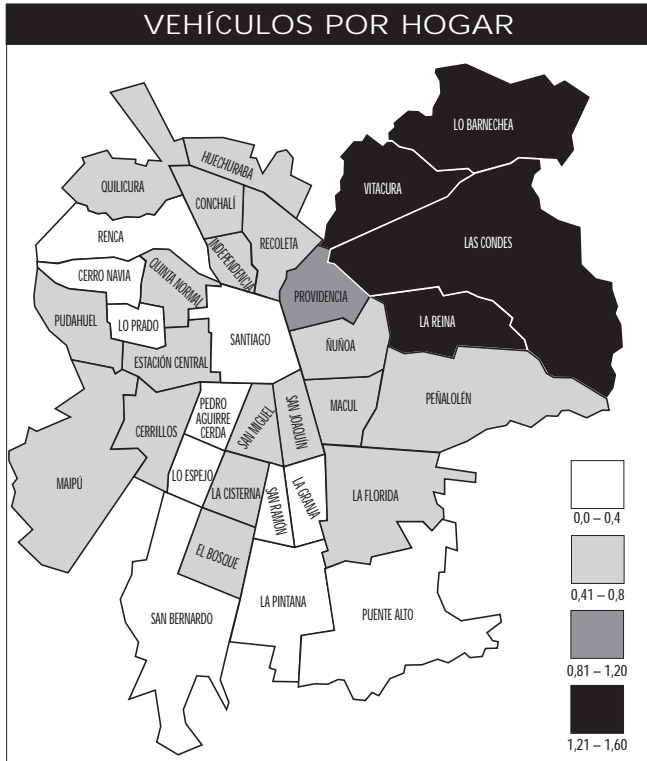 VEHÍCULOS POR HOGAR
LO BARNECHEA
HUECHURABA
VITACURA
QUILICURA
CONCHALÍ
RENCA
RECOLETA
LAS CONDES
INDEPENDENCIA
CERRO NAVIA
QUINTA NORMAL
PROVIDENCIA
PUDAHUEL
LO PRADO
LA REINA
SANTIAGO
ÑUÑOA
ESTACIÓN CENTRAL
PEDRO
AGUIRRE
CERDA
SAN MIGUEL
SAN JOAQUÍN
MACUL
PEÑALOLÉN
CERRILLOS
MAIPÚ
LO ESPEJO
LA CISTERNA
SAN RAMÓN
LA GRANJA
LA FLORIDA
EL BOSQUE
SAN BERNARDO
LA PINTANA
PUENTE ALTO
0,0 – 0,4
0,41 – 0,8
0,81 – 1,20
1,21 – 1,60